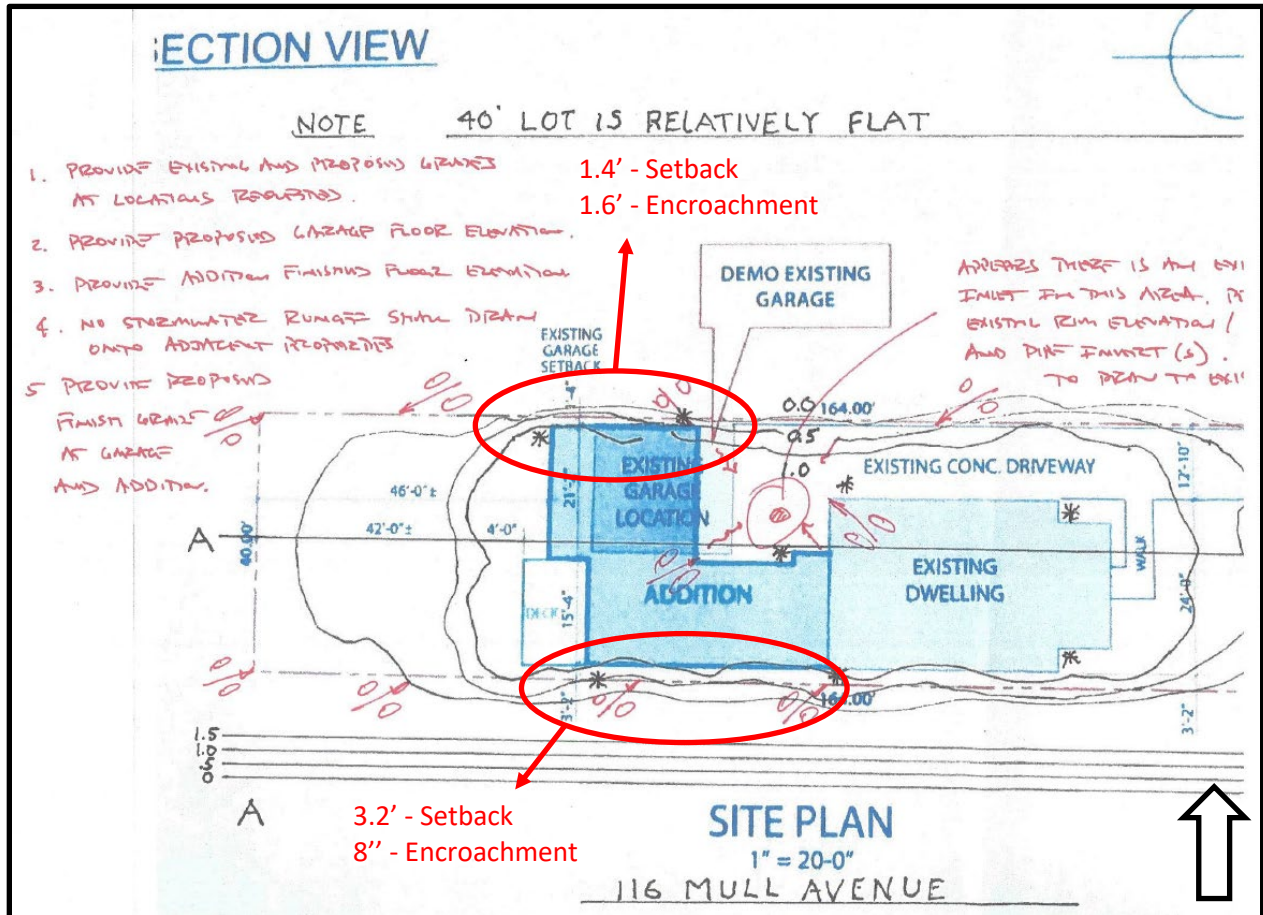 SECTION VIEW
NOTE 40' LOT IS RELATIVELY FLAT
1. PROVIDE EXISTING AND PROPOSED GRADES
AT LOCATIONS REQUESTED.
2. PROVIDE PROPOSED GARAGE FLOOR ELEVATION.
3. PROVIDE ADDITION FINISHED FLOOR ELEVATION
4. NO STORMWATER RUNOFF SHALL DRAIN
ONTO ADJACENT PROPERTIES
5 PROVIDE PROPOSED
FINISH GRADE
AT GARAGE
AND ADDITION.
1.4' - Setback
1.6' - Encroachment
DEMO EXISTING
GARAGE
APPEARS THERE IS AN EXI
INLET IN THIS AREA.
EXISTING RIM ELEVATION /
AND PIPE INVERT (S).
TO DRAIN TO EXI
EXISTING
GARAGE
SETBACK
0.0 164.00'
0.5
1.0
EXISTING CONC. DRIVEWAY
12'-10"
EXISTING
GARAGE
LOCATION
46'-0"±
42'-0"±
4'-0"
A
40.00'
WALK
EXISTING
DWELLING
24'-0"
ADDITION
DECK
15'-4"
3'-2"
164.00'
3'-2"
1.5
1.0
.5
0
A
3.2' - Setback
8'' - Encroachment
SITE PLAN
1" = 20-0"
116 MULL AVENUE